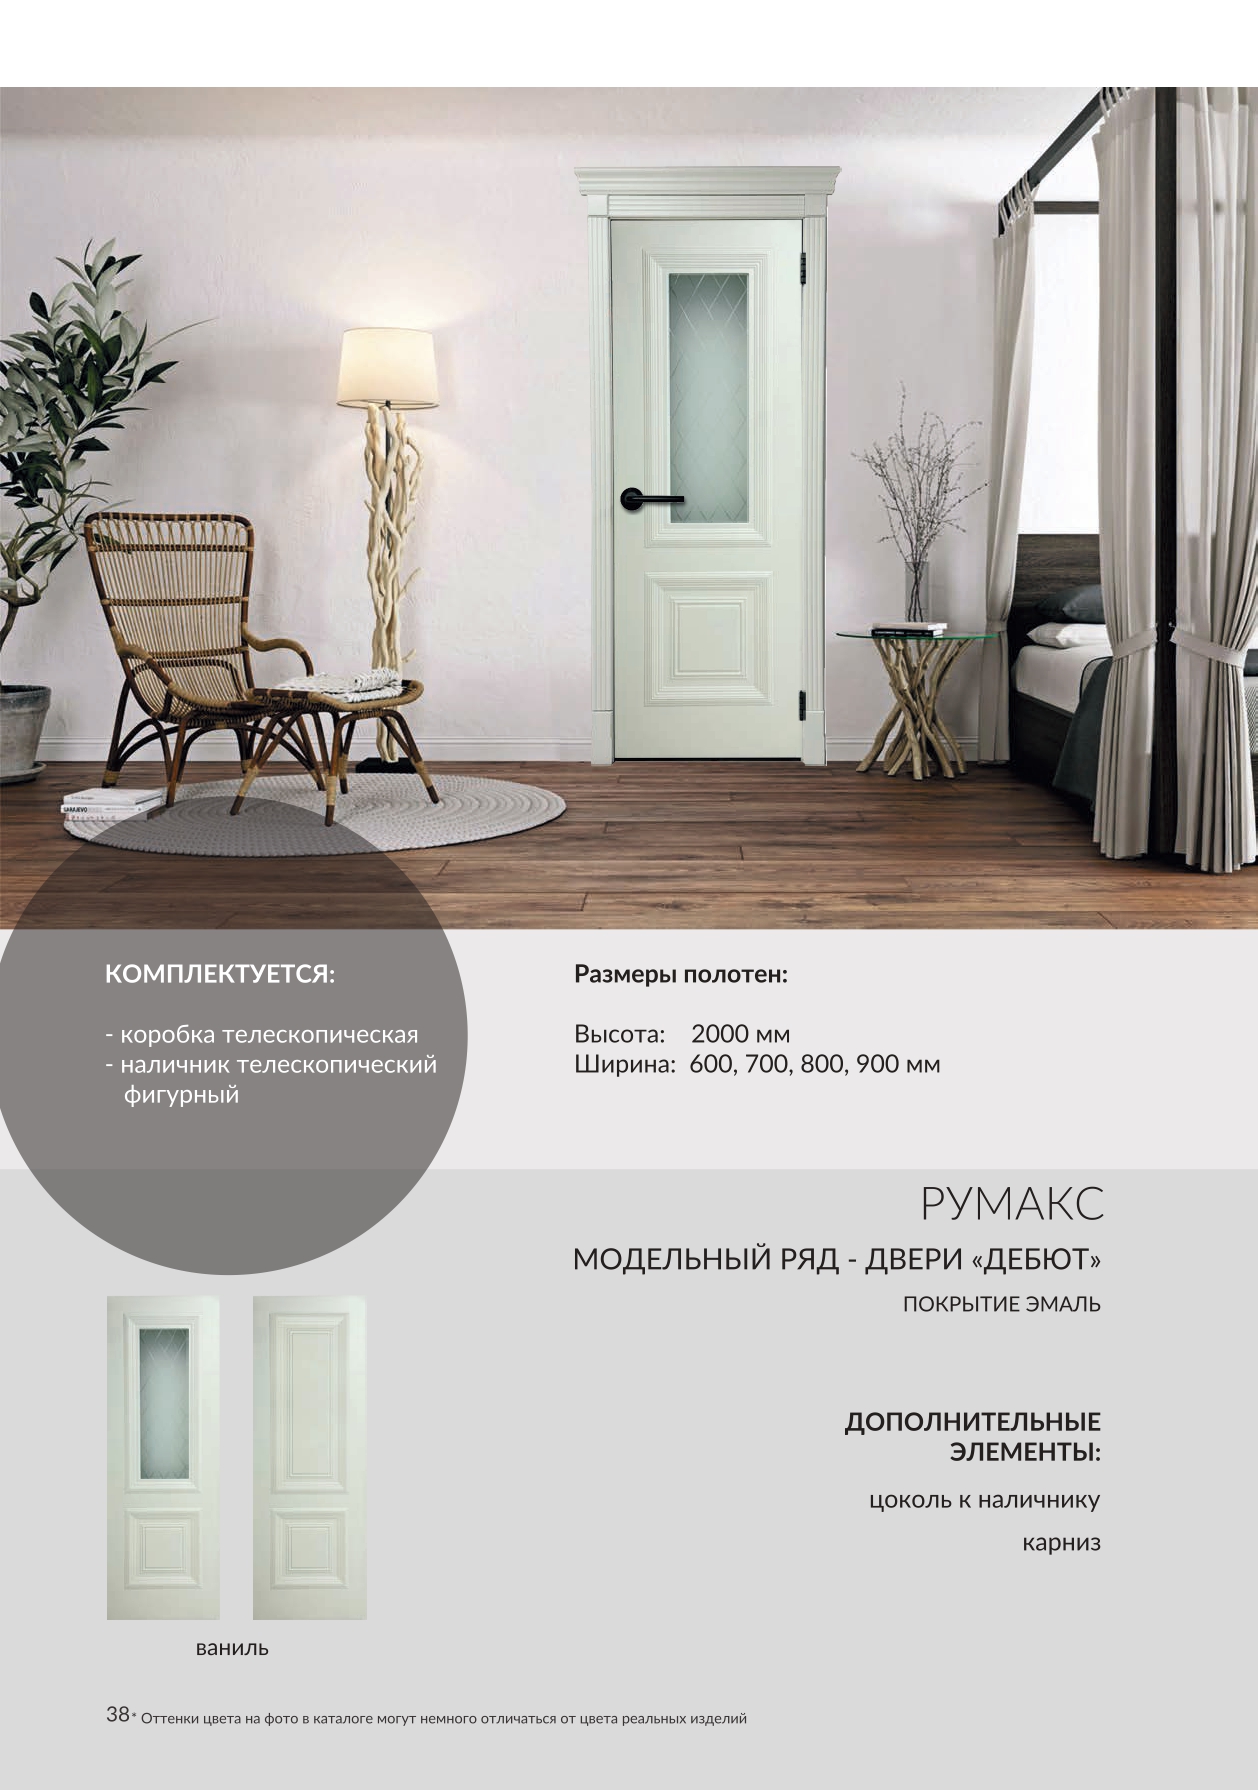 SARAJEVO
КОМПЛЕКТУЕТСЯ:
- коробка телескопическая
- наличник телескопический
фигурный
Размеры полотен:
Высота: 2000 мм
Ширина: 600, 700, 800, 900 мм
РУМАКС
МОДЕЛЬНЫЙ РЯД - ДВЕРИ «ДЕБЮТ»
ПОКРЫТИЕ ЭМАЛЬ
ДОПОЛНИТЕЛЬНЫЕ
ЭЛЕМЕНТЫ:
цоколь к наличнику
карниз
ваниль
38* Оттенки цвета на фото в каталоге могут немного отличаться от цвета реальных изделий